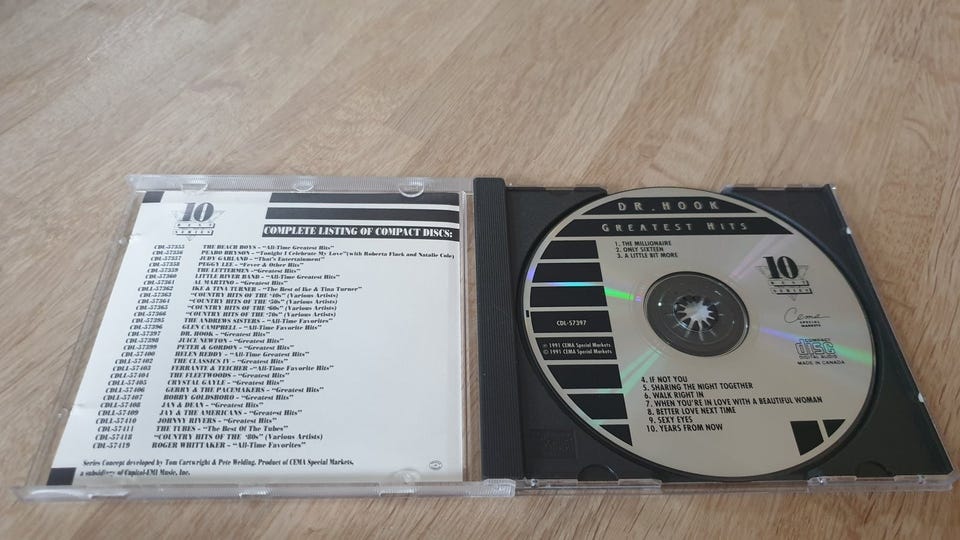 10
BEST
SERIES
COMPLETE LISTING OF COMPACT DISCS:
CDL-57355 THE BEACH BOYS - "All-Time Greatest Hits"
CDL-57356 PEABO BRYSON - "Tonight I Celebrate My Love" (with Roberta Flack and Natalie Cole)
CDL-57357 JUDY GARLAND - "That's Entertainment"
CDL-57358 PEGGY LEE - "Fever & Other Hits"
CDL-57359 THE LETTERMEN - "Greatest Hits"
CDL-57360 LITTLE RIVER BAND - "All-Time Greatest Hits"
CDL-57361 AL MARTINO - "Greatest Hits"
CDLL-57362 IKE & TINA TURNER - "The Best of Ike & Tina Turner"
CDL-57363 "COUNTRY HITS OF THE '40s" (Various Artists)
CDL-57364 "COUNTRY HITS OF THE '50s" (Various Artists)
CDL-57365 "COUNTRY HITS OF THE '60s" (Various Artists)
CDL-57366 "COUNTRY HITS OF THE '70s" (Various Artists)
CDL-57395 THE ANDREWS SISTERS - "All-Time Favorites"
CDL-57396 GLEN CAMPBELL - "All-Time Favorite Hits"
CDL-57397 DR. HOOK - "Greatest Hits"
CDL-57398 JUICE NEWTON - "Greatest Hits"
CDL-57399 PETER & GORDON - "Greatest Hits"
CDL-57400 HELEN REDDY - "All-Time Greatest Hits"
CDLL-57402 THE CLASSICS IV - "Greatest Hits"
CDLL-57403 FERRANTE & TEICHER - "All-Time Favorite Hits"
CDLL-57404 THE FLEETWOODS - "Greatest Hits"
CDL-57405 CRYSTAL GAYLE - "Greatest Hits"
CDL-57406 GERRY & THE PACEMAKERS - "Greatest Hits"
CDLL-57407 BOBBY GOLDSBORO - "Greatest Hits"
CDLL-57408 JAN & DEAN - "Greatest Hits"
CDLL-57409 JAY & THE AMERICANS - "Greatest Hits"
CDLL-57410 JOHNNY RIVERS - "Greatest Hits"
CDL-57411 THE TUBES - "The Best Of The Tubes"
CDL-57418 "COUNTRY HITS OF THE '80s" (Various Artists)
CDL-57419 ROGER WHITTAKER - "All-Time Favorites"
Series Concept developed by Tom Cartwright & Pete Welding. Product of CEMA Special Markets,
a subsidiary of Capitol-EMI Music, Inc.
DR. HOOK
GREATEST HITS
1. THE MILLIONAIRE
2. ONLY SIXTEEN
3. A LITTLE BIT MORE
10
BEST
SERIES
CDL-57397
Cema
SPECIAL
MARKETS
℗ 1991 CEMA Special Markets
© 1991 CEMA Special Markets
COMPACT
disc
DIGITAL AUDIO
MADE IN CANADA
4. IF NOT YOU
5. SHARING THE NIGHT TOGETHER
6. WALK RIGHT IN
7. WHEN YOU'RE IN LOVE WITH A BEAUTIFUL WOMAN
8. BETTER LOVE NEXT TIME
9. SEXY EYES
10. YEARS FROM NOW